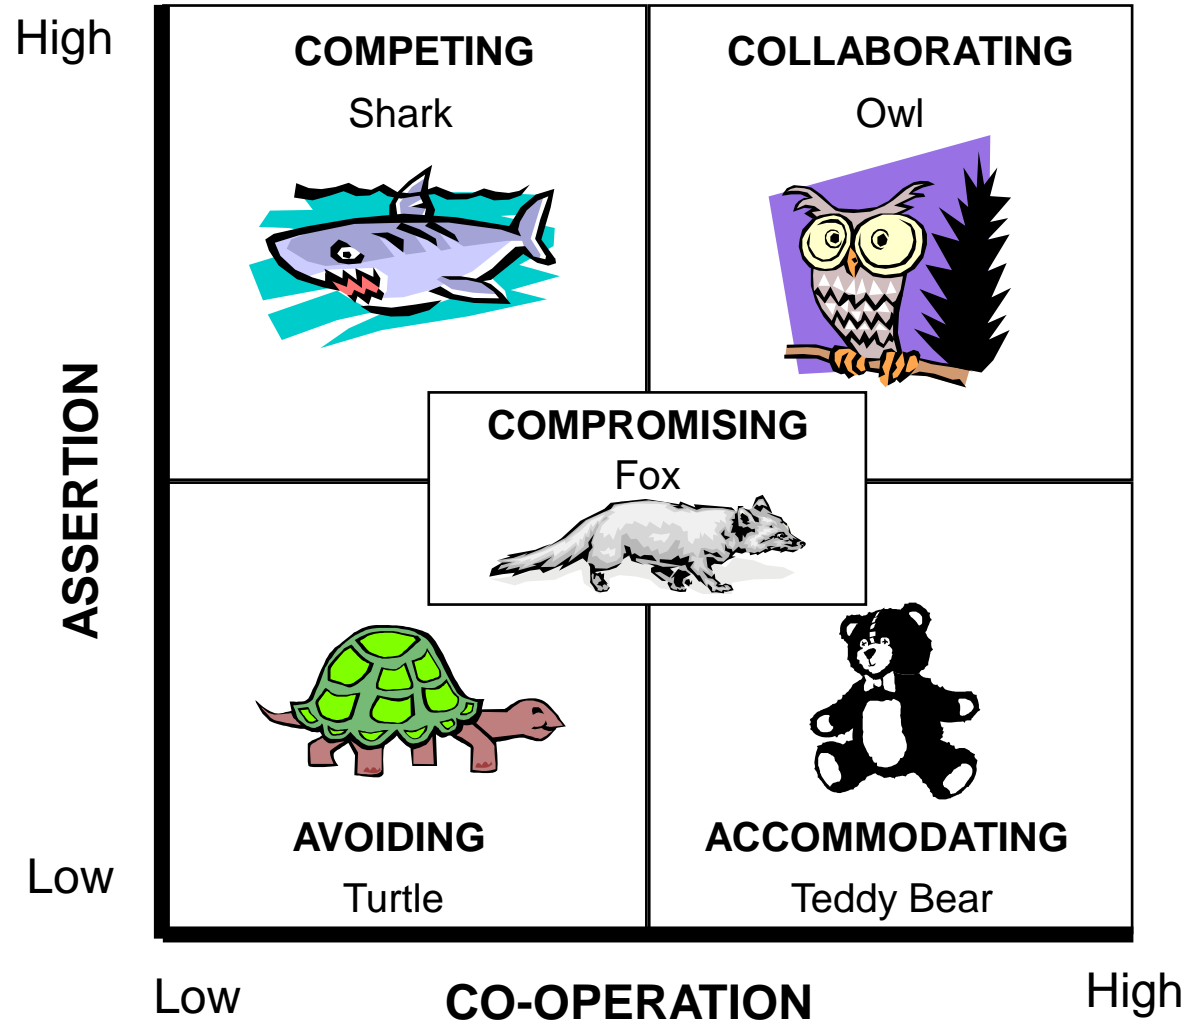 High
COMPETING
Shark
COLLABORATING
Owl
ASSERTION
COMPROMISING
Fox
AVOIDING
Turtle
ACCOMMODATING
Teddy Bear
Low
Low
CO-OPERATION
High